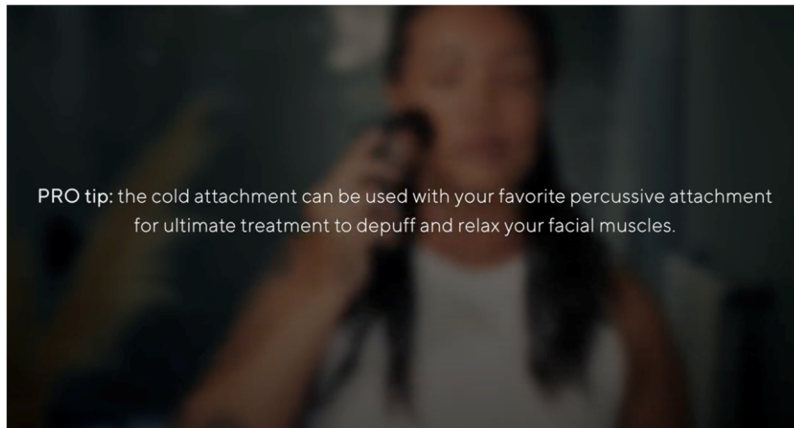 PRO tip: the cold attachment can be used with your favorite percussive attachment
for ultimate treatment to depuff and relax your facial muscles.